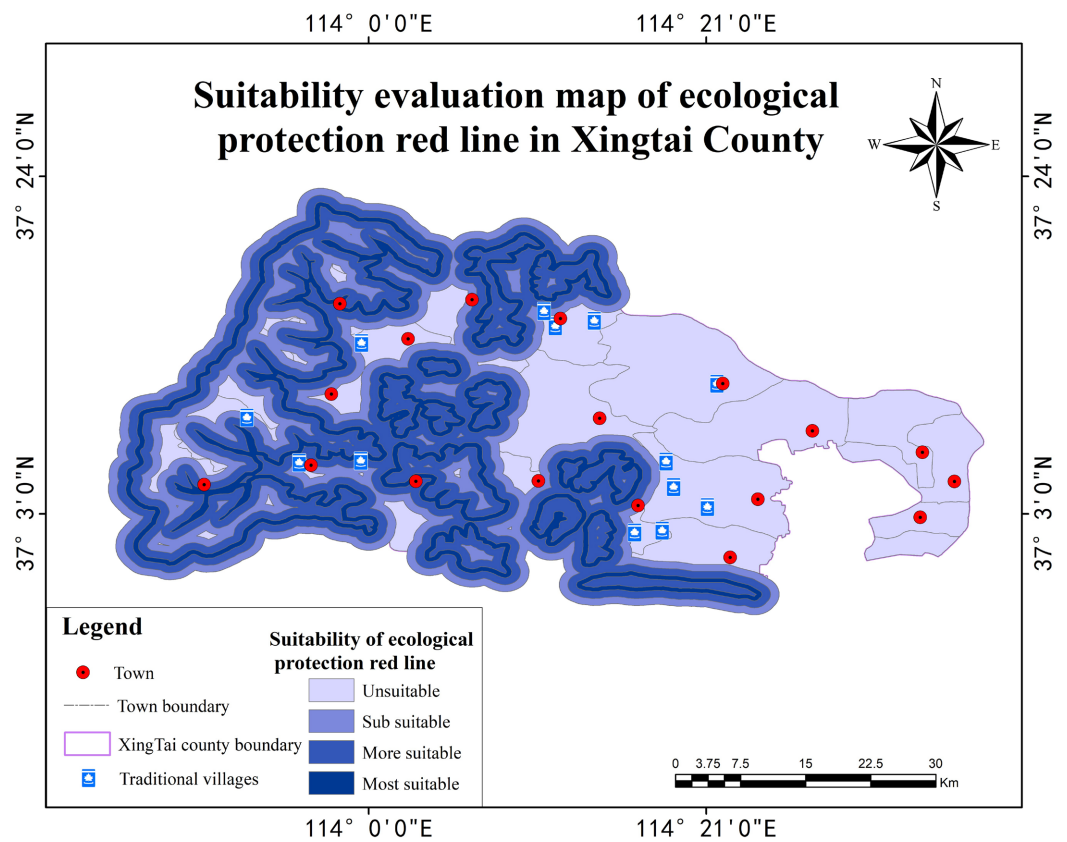 114° 0'0"E
114° 21'0"E
Suitability evaluation map of ecological
protection red line in Xingtai County
N
W
E
S
37° 24'0"N
37° 24'0"N
37° 3'0"N
37° 3'0"N
Legend
Town
Town boundary
XingTai county boundary
Traditional villages
Suitability of ecological
protection red line
Unsuitable
Sub suitable
More suitable
Most suitable
0 3.75 7.5 15 22.5 30
Km
114° 0'0"E
114° 21'0"E